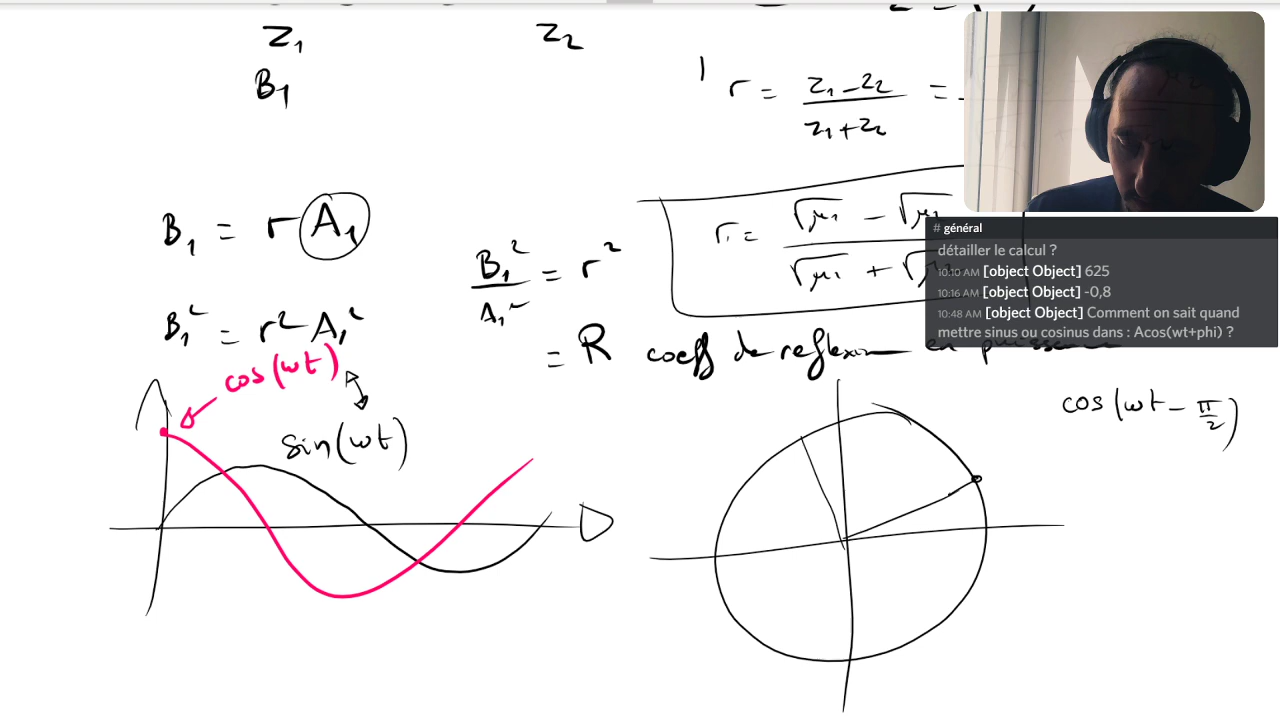 Z₁ Z₂
B₁
r = (z₁ - z₂) / (z₁ + z₂) =
B₁ = r A₁
B₁² = r² A₁²
B₁² / A₁² = r²
= R coeff de reflexion en puissance
cos(wt)
sin(wt)
cos(wt - π/2)
# général
détailler le calcul ?
10:10 AM [object Object] 625
10:16 AM [object Object] -0,8
10:48 AM [object Object] Comment on sait quand
mettre sinus ou cosinus dans : Acos(wt+phi) ?